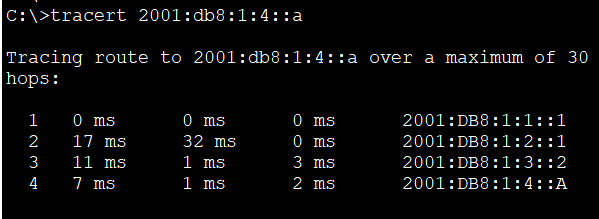 C:\>tracert 2001:db8:1:4::a
Tracing route to 2001:db8:1:4::a over a maximum of 30
hops:
1 0 ms 0 ms 0 ms 2001:DB8:1:1::1
2 17 ms 32 ms 0 ms 2001:DB8:1:2::1
3 11 ms 1 ms 3 ms 2001:DB8:1:3::2
4 7 ms 1 ms 2 ms 2001:DB8:1:4::A